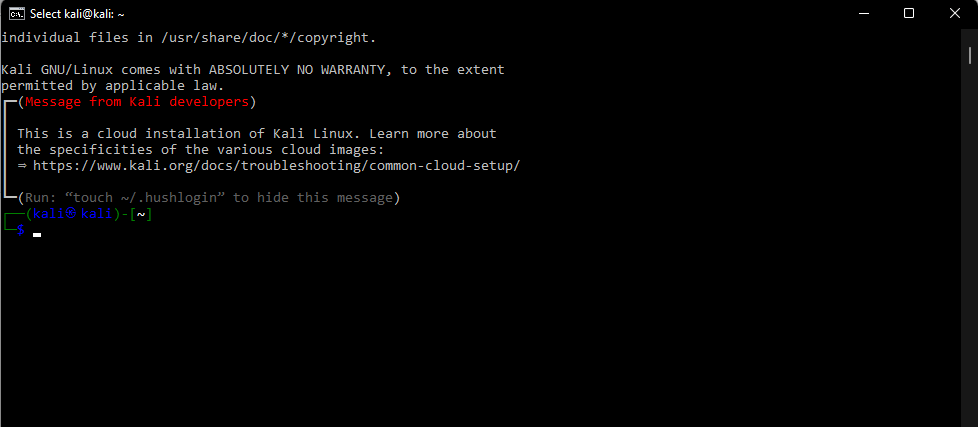 Select kali@kali: ~
individual files in /usr/share/doc/*/copyright.
Kali GNU/Linux comes with ABSOLUTELY NO WARRANTY, to the extent
permitted by applicable law.
┏━(Message from Kali developers)
┃
┃ This is a cloud installation of Kali Linux. Learn more about
┃ the specificities of the various cloud images:
┃ ⇒ https://www.kali.org/docs/troubleshooting/common-cloud-setup/
┃
┗━(Run: “touch ~/.hushlogin” to hide this message)
┌──(kali㉿kali)-[~]
└─$